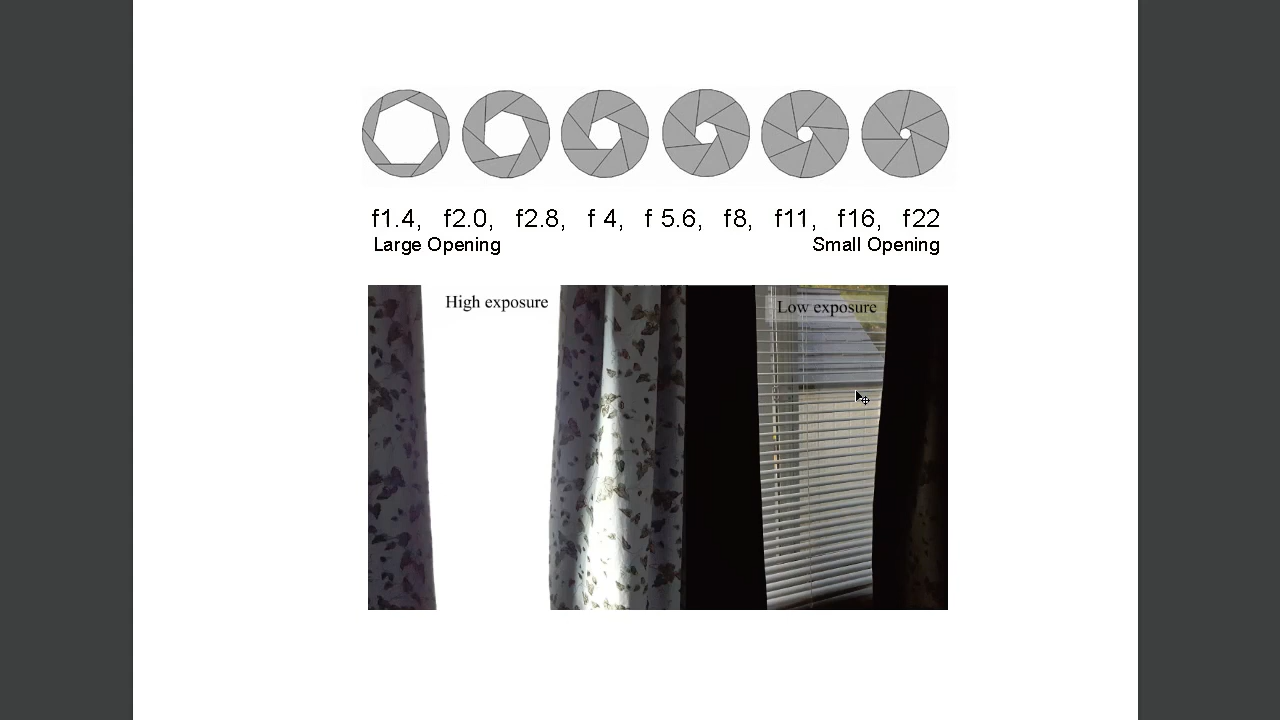 f1.4, f2.0, f2.8, f 4, f 5.6, f8, f11, f16, f22
Large Opening Small Opening
High exposure
Low exposure